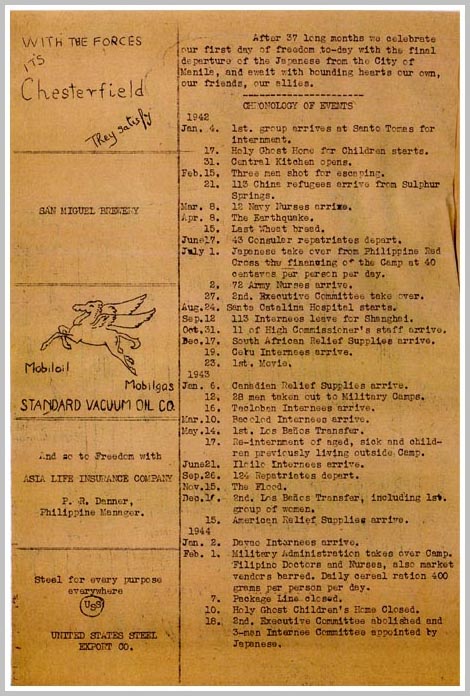 WITH THE FORCES
IT'S
Chesterfield
They satisfy
SAN MIGUEL BREWERY
Mobiloil
Mobilgas
STANDARD VACUUM OIL CO.
And so to Freedom with
ASIA LIFE INSURANCE COMPANY
P. R. Danner,
Philippine Manager.
Steel for every purpose
everywhere
USS
UNITED STATES STEEL
EXPORT CO.
After 37 long months we celebrate
our first day of freedom to-day with the final
departure of the Japanese from the City of
Manila, and await with bounding hearts our own,
our friends, our allies.
CHRONOLOGY OF EVENTS
1942
Jan. 4. 1st. group arrives at Santo Tomas for
internment.
17. Holy Ghost Home for Children starts.
31. Central Kitchen opens.
Feb.15. Three men shot for escaping.
21. 113 China refugees arrive from Sulphur
Springs.
Mar. 8. 12 Navy Nurses arrive.
Apr. 8. The Earthquake.
15. Last Wheat bread.
June17. 43 Consular repatriates depart.
July 1. Japanese take over from Philippine Red
Cross the financing of the Camp at 40
centavos per person per day.
2. 72 Army Nurses arrive.
27. 2nd. Executive Committee take over.
Aug.24. Santa Catalina Hospital starts.
Sep.12 113 Internees leave for Shanghai.
Oct.31. 11 of High Commissioner's staff arrive.
Dec.17. South African Relief Supplies arrive.
19. Cebu Internees arrive.
23. 1st. Movie.
1943
Jan. 6. Canadian Relief Supplies arrive.
12. 28 men taken out to Military Camps.
16. Tacloban Internees arrive.
Mar.10. Bacolod Internees arrive.
May.14. 1st. Los Baños Transfer.
17. Re-internment of aged, sick and child-
ren previously living outside Camp.
June21. Iloilo Internees arrive.
Sep.26. 124 Repatriates depart.
Nov.15. The Flood.
Dec. 2nd. Los Baños Transfer, including 1st.
group of women.
15. American Relief Supplies arrive.
1944
Jan. 2. Davao Internees arrive.
Feb. 1. Military Administration takes over Camp.
Filipino Doctors and Nurses, also market
vendors barred. Daily cereal ration 400
grams per person per day.
7. Package Line closed.
10. Holy Ghost Children's Home Closed.
18. 2nd. Executive Committee abolished and
3-man Internee Committee appointed by
Japanese.